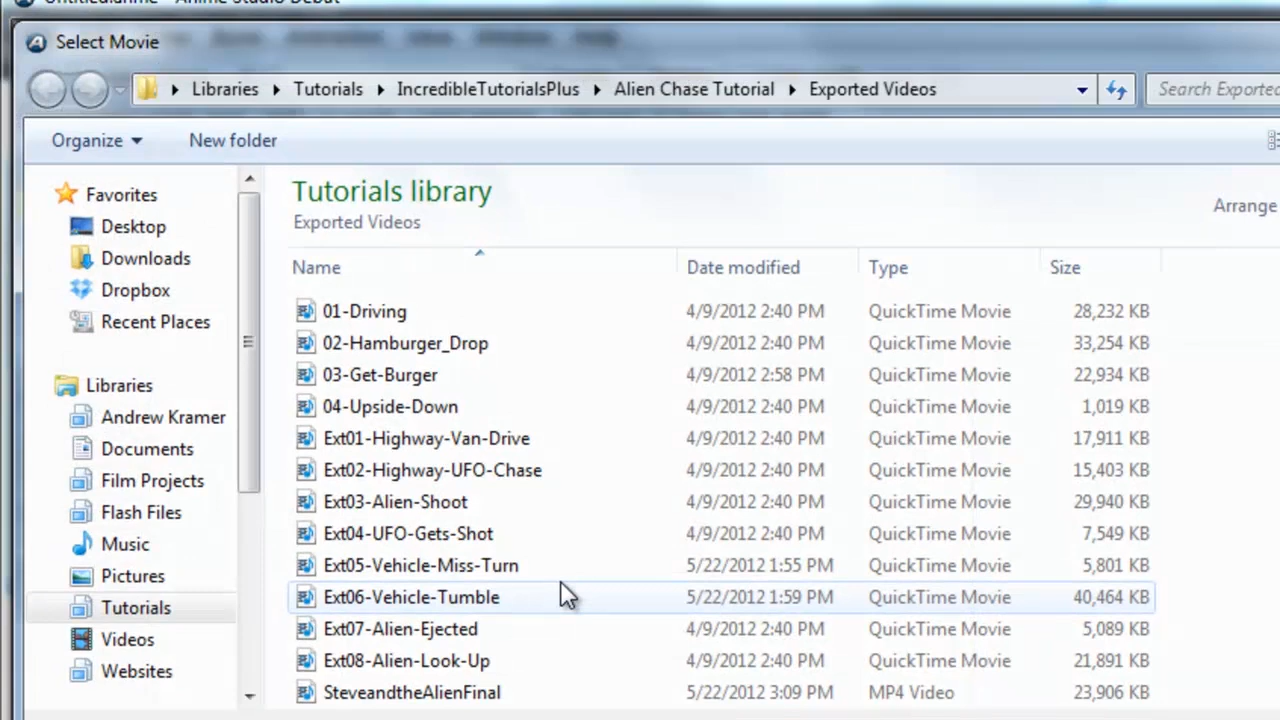 Untitled.anme - Anime Studio Debut
Select Movie
Libraries Tutorials IncredibleTutorialsPlus Alien Chase Tutorial Exported Videos Search Exported
Organize New folder
Favorites
Desktop
Downloads
Dropbox
Recent Places
Libraries
Andrew Kramer
Documents
Film Projects
Flash Files
Music
Pictures
Tutorials
Videos
Websites
Tutorials library
Exported Videos
Arrange
Name Date modified Type Size
01-Driving 4/9/2012 2:40 PM QuickTime Movie 28,232 KB
02-Hamburger_Drop 4/9/2012 2:40 PM QuickTime Movie 33,254 KB
03-Get-Burger 4/9/2012 2:58 PM QuickTime Movie 22,934 KB
04-Upside-Down 4/9/2012 2:40 PM QuickTime Movie 1,019 KB
Ext01-Highway-Van-Drive 4/9/2012 2:40 PM QuickTime Movie 17,911 KB
Ext02-Highway-UFO-Chase 4/9/2012 2:40 PM QuickTime Movie 15,403 KB
Ext03-Alien-Shoot 4/9/2012 2:40 PM QuickTime Movie 29,940 KB
Ext04-UFO-Gets-Shot 4/9/2012 2:40 PM QuickTime Movie 7,549 KB
Ext05-Vehicle-Miss-Turn 5/22/2012 1:55 PM QuickTime Movie 5,801 KB
Ext06-Vehicle-Tumble 5/22/2012 1:59 PM QuickTime Movie 40,464 KB
Ext07-Alien-Ejected 4/9/2012 2:40 PM QuickTime Movie 5,089 KB
Ext08-Alien-Look-Up 4/9/2012 2:40 PM QuickTime Movie 21,891 KB
SteveandtheAlienFinal 5/22/2012 3:09 PM MP4 Video 23,906 KB